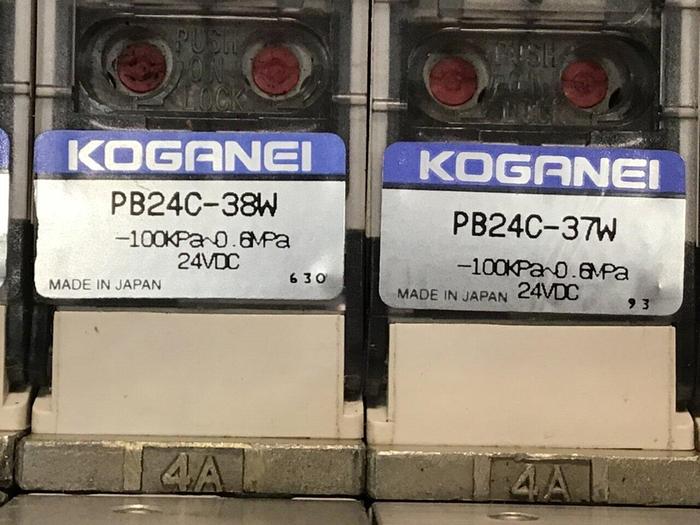 PUSH
ON
LOCK
KOGANEI
PB24C-38W
-100KPa~0.6MPa
24VDC
MADE IN JAPAN
630
4A
PUSH
LOCK
KOGANEI
PB24C-37W
-100KPa~0.6MPa
24VDC
MADE IN JAPAN
93
4A